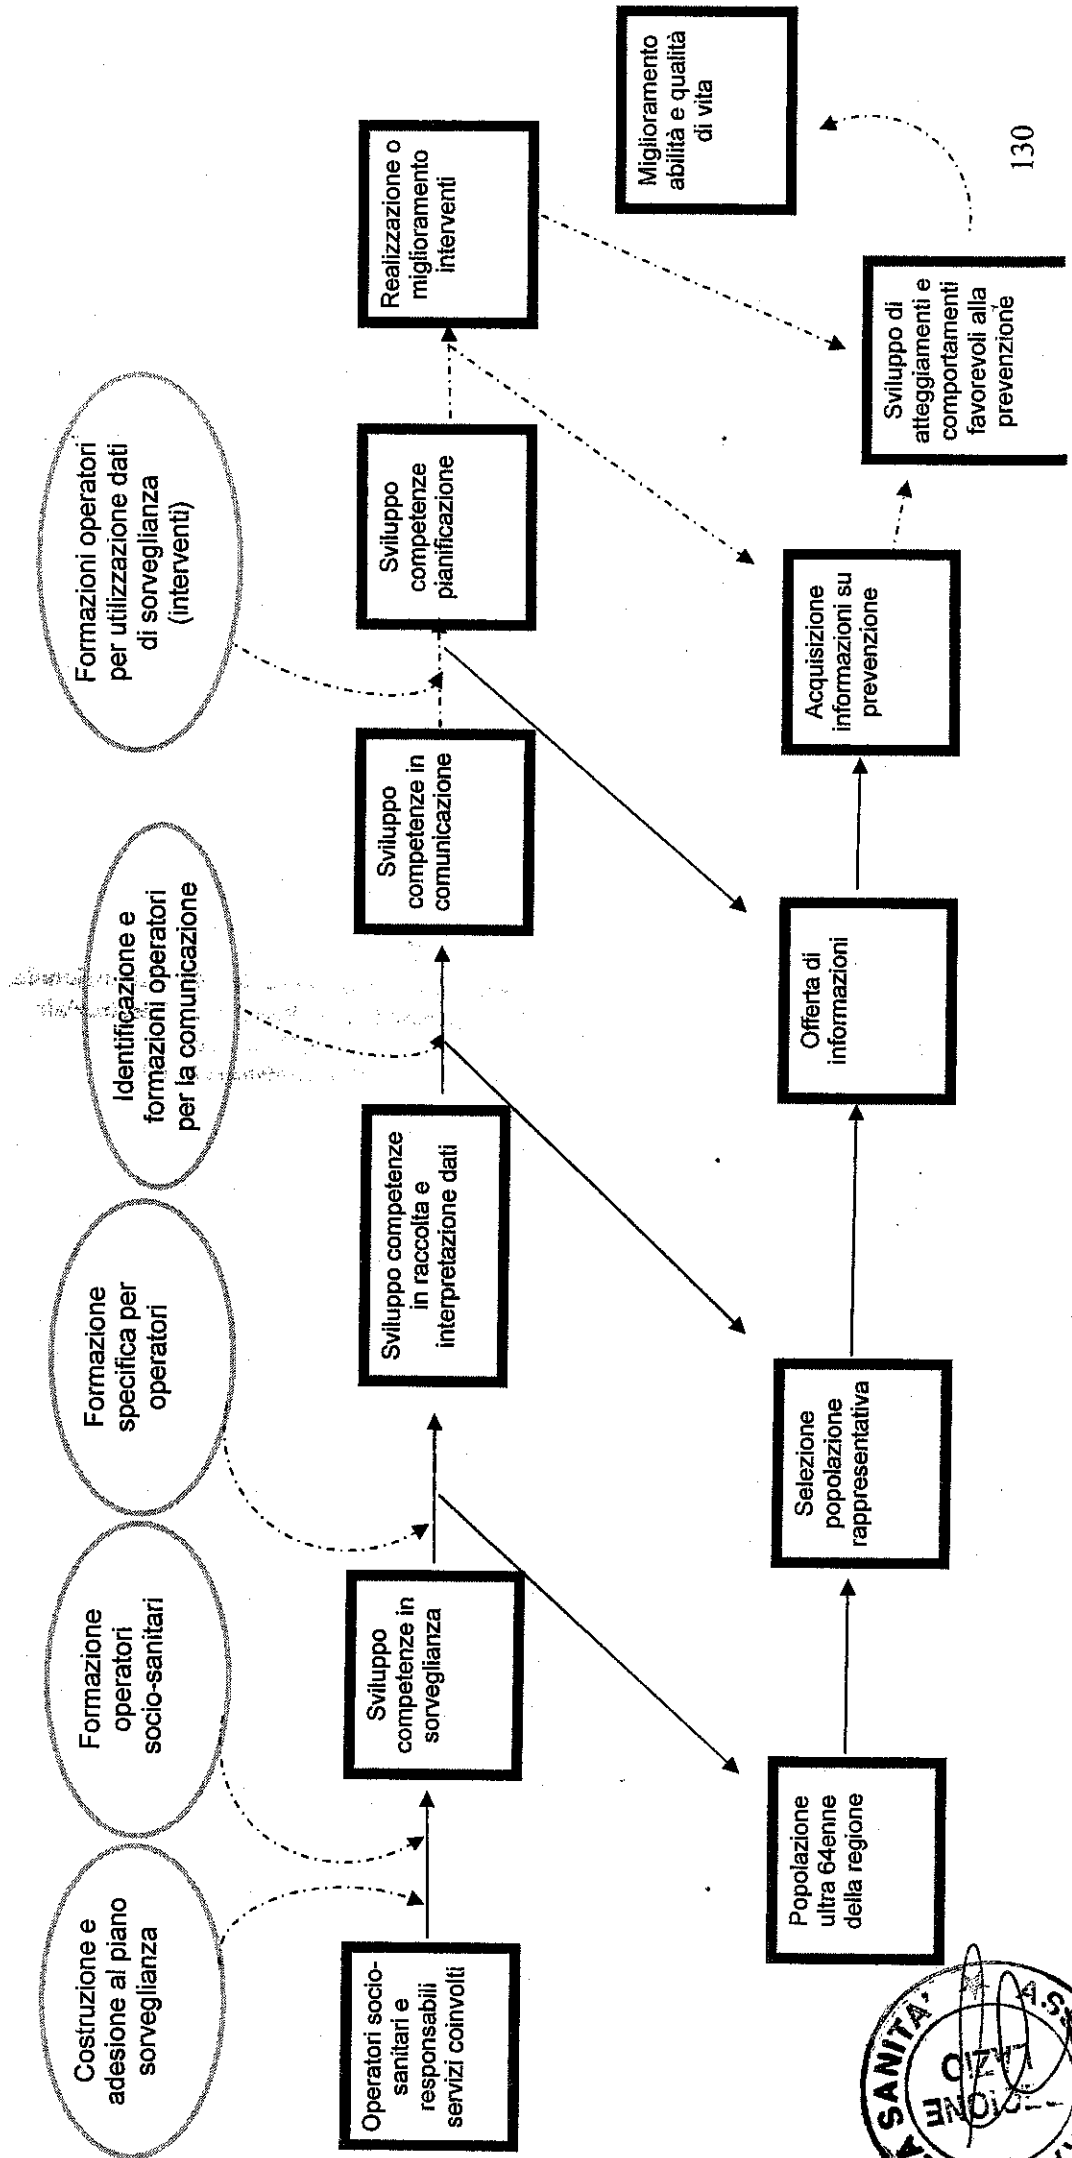 Costruzione e
adesione al piano
sorveglianza
Formazione
operatori
socio-sanitari
Formazione
specifica per
operatori
Identificazione e
formazioni operatori
per la comunicazione
Formazioni operatori
per utilizzazione dati
di sorveglianza
(interventi)
Operatori socio-
sanitari e
responsabili
servizi coinvolti
Sviluppo
competenze in
sorveglianza
Sviluppo competenze
in raccolta e
interpretazione dati
Sviluppo
competenze in
comunicazione
Sviluppo
competenze
pianificazione
Realizzazione o
miglioramento
interventi
Popolazione
ultra 64enne
della regione
Selezione
popolazione
rappresentativa
Offerta di
informazioni
Acquisizione
informazioni su
prevenzione
Sviluppo di
atteggiamenti e
comportamenti
favorevoli alla
prevenzione
Miglioramento
abilità e qualità
di vita
130
SANITA'
LAZIO